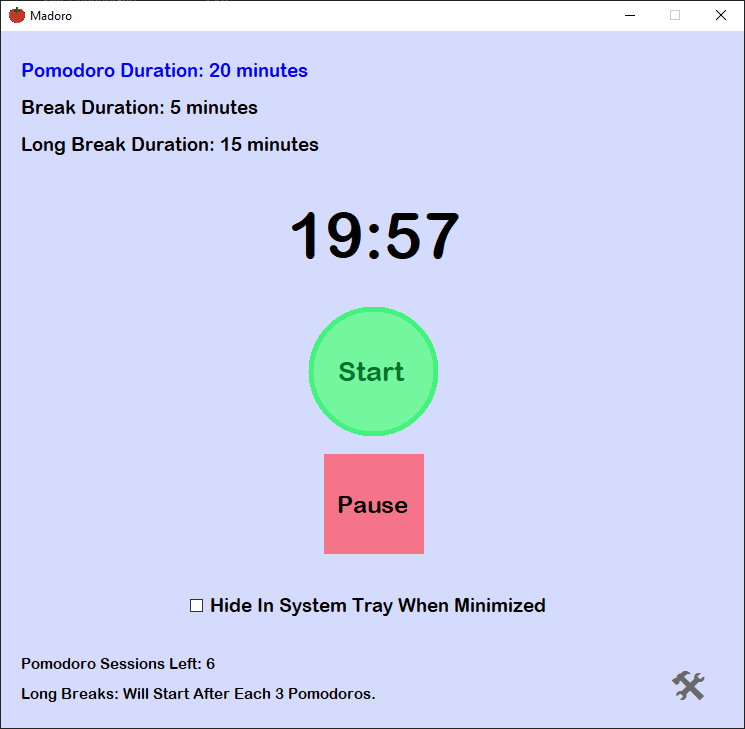 Madoro
Pomodoro Duration: 20 minutes
Break Duration: 5 minutes
Long Break Duration: 15 minutes
19:57
Start
Pause
Hide In System Tray When Minimized
Pomodoro Sessions Left: 6
Long Breaks: Will Start After Each 3 Pomodoros.